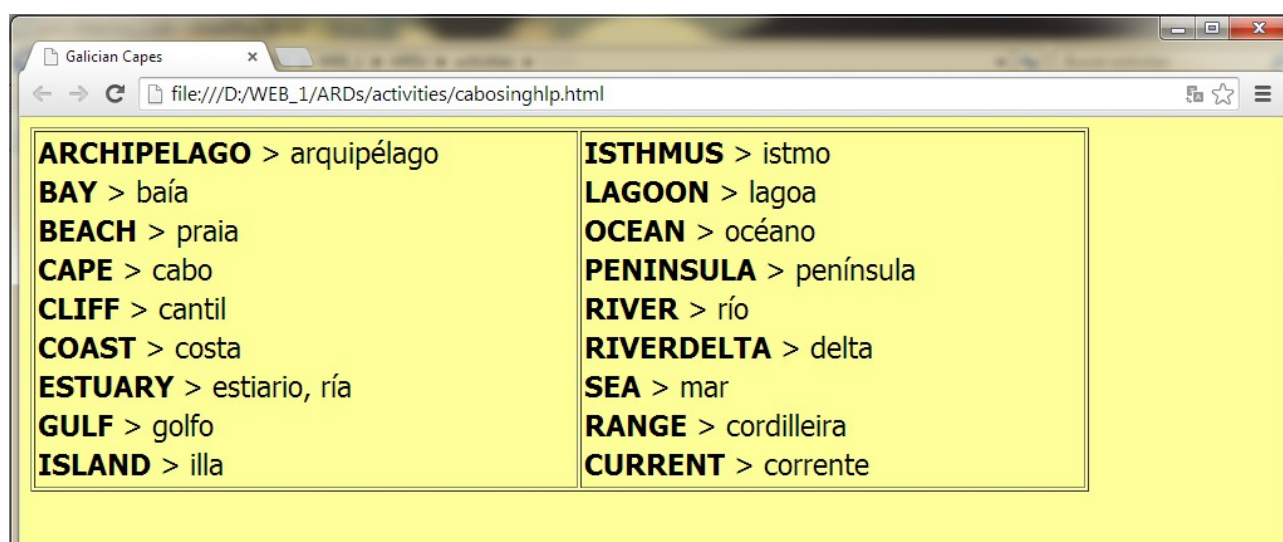 Galician Capes
file:///D:/WEB_1/ARDs/activities/cabosinghlp.html
ARCHIPELAGO > arquipélago
BAY > baía
BEACH > praia
CAPE > cabo
CLIFF > cantil
COAST > costa
ESTUARY > estiario, ría
GULF > golfo
ISLAND > illa
ISTHMUS > istmo
LAGOON > lagoa
OCEAN > océano
PENINSULA > península
RIVER > río
RIVERDELTA > delta
SEA > mar
RANGE > cordilleira
CURRENT > corrente